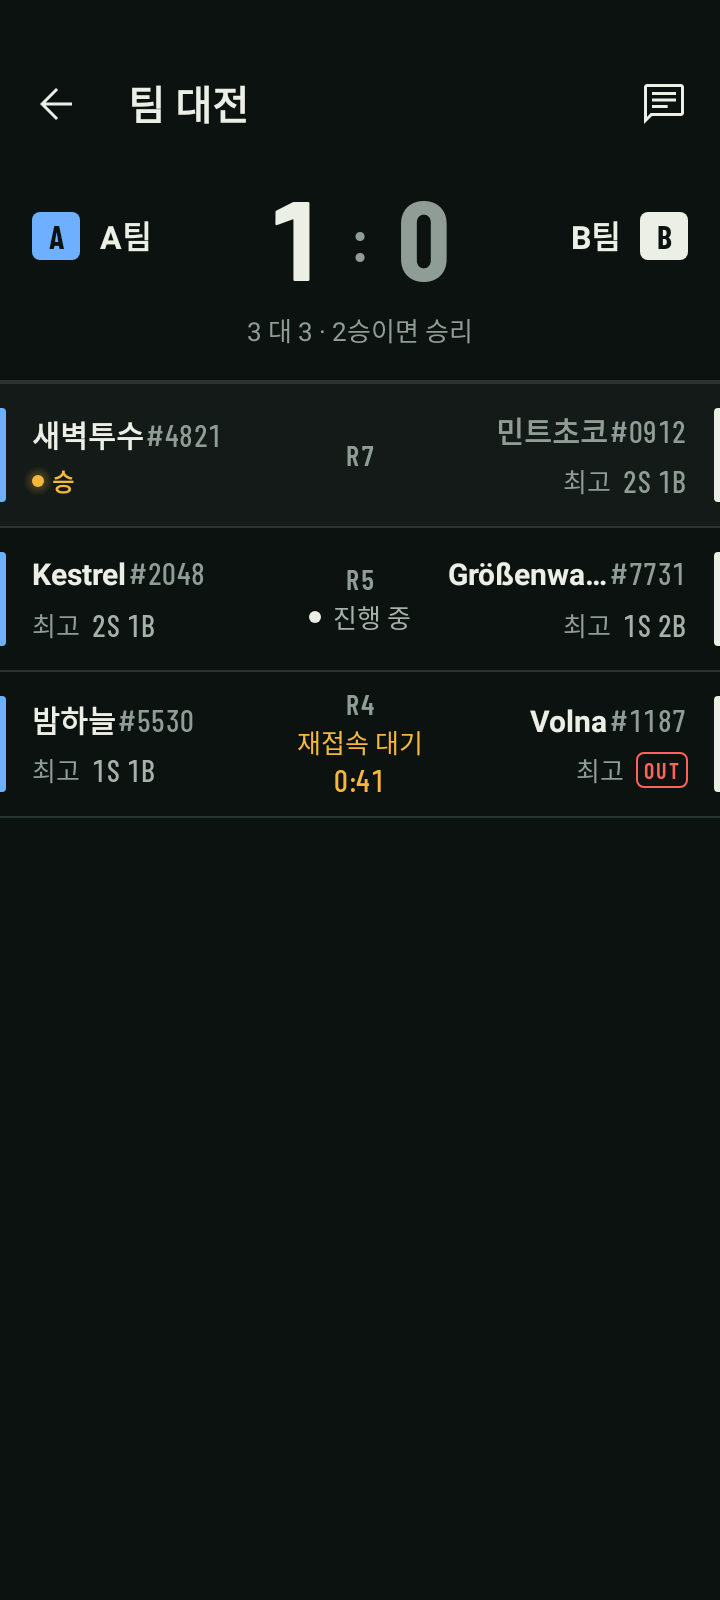 팀 대전
A A팀 1 : 0 B팀 B
3 대 3 · 2승이면 승리
새벽투수#4821 R7 민트초코#0912
승 최고 2S 1B
Kestrel#2048 R5 Größenwa...#7731
최고 2S 1B 진행 중 최고 1S 2B
밤하늘#5530 R4 Volna#1187
최고 1S 1B 재접속 대기 최고 OUT
0:41